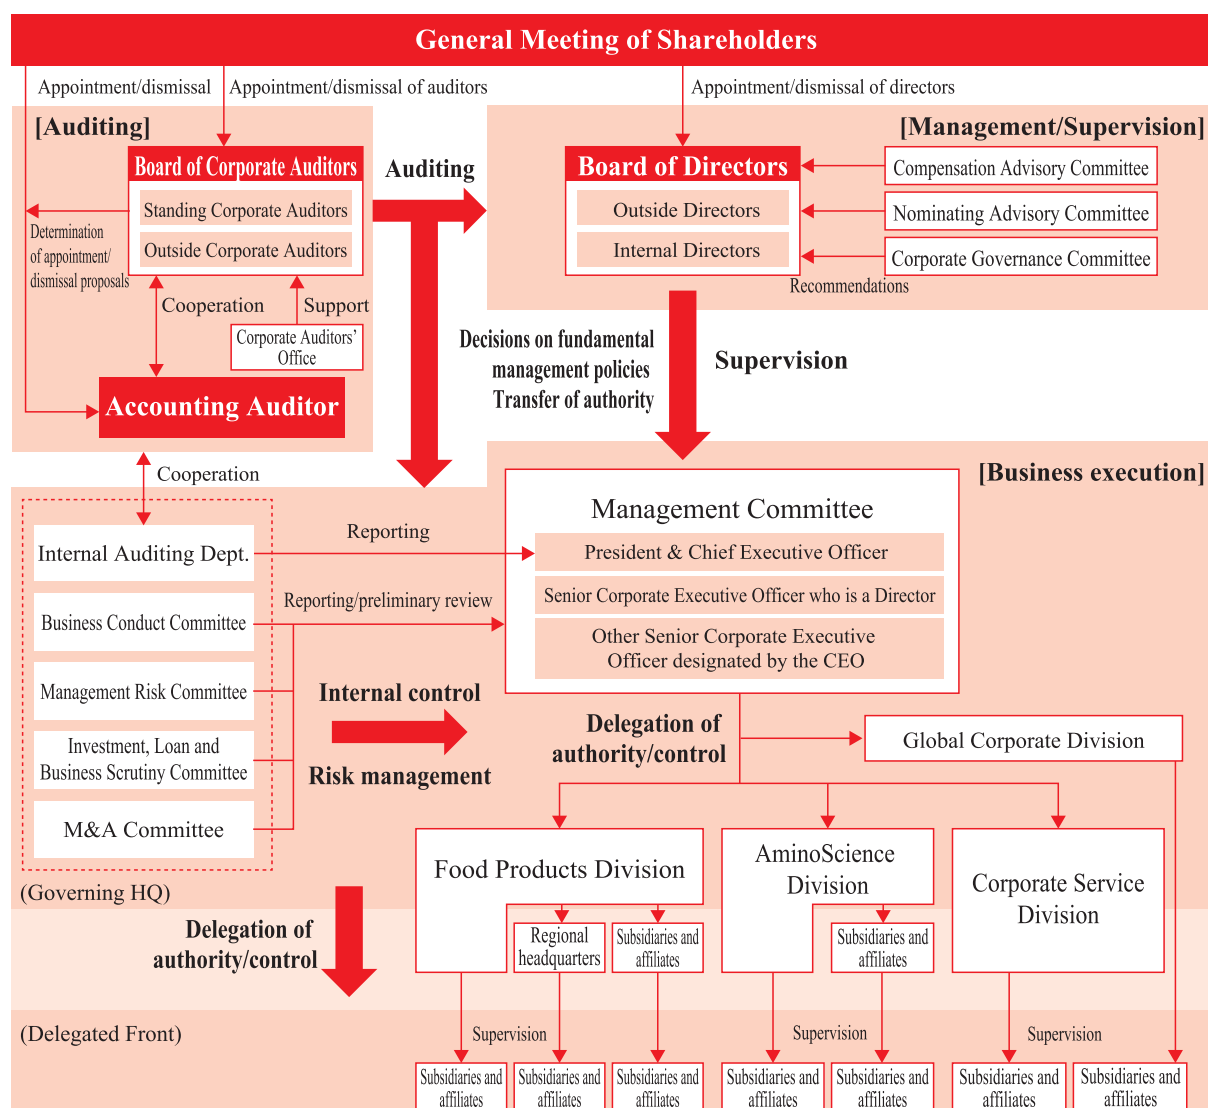 General Meeting of Shareholders
Appointment/dismissal
Appointment/dismissal of auditors
Appointment/dismissal of directors
[Auditing]
Board of Corporate Auditors
Standing Corporate Auditors
Outside Corporate Auditors
Determination
of appointment/
dismissal proposals
Cooperation
Support
Corporate Auditors'
Office
Accounting Auditor
Auditing
[Management/Supervision]
Board of Directors
Outside Directors
Internal Directors
Compensation Advisory Committee
Nominating Advisory Committee
Corporate Governance Committee
Recommendations
Decisions on fundamental
management policies
Transfer of authority
Supervision
Cooperation
[Business execution]
Internal Auditing Dept.
Business Conduct Committee
Management Risk Committee
Investment, Loan and
Business Scrutiny Committee
M&A Committee
(Governing HQ)
Reporting
Reporting/preliminary review
Management Committee
President & Chief Executive Officer
Senior Corporate Executive Officer who is a Director
Other Senior Corporate Executive
Officer designated by the CEO
Internal control
Risk management
Delegation of
authority/control
Global Corporate Division
Food Products Division
Regional
headquarters
Subsidiaries and
affiliates
AminoScience
Division
Subsidiaries and
affiliates
Corporate Service
Division
Delegation of
authority/control
(Delegated Front)
Supervision
Supervision
Supervision
Subsidiaries and
affiliates
Subsidiaries and
affiliates
Subsidiaries and
affiliates
Subsidiaries and
affiliates
Subsidiaries and
affiliates
Subsidiaries and
affiliates
Subsidiaries and
affiliates